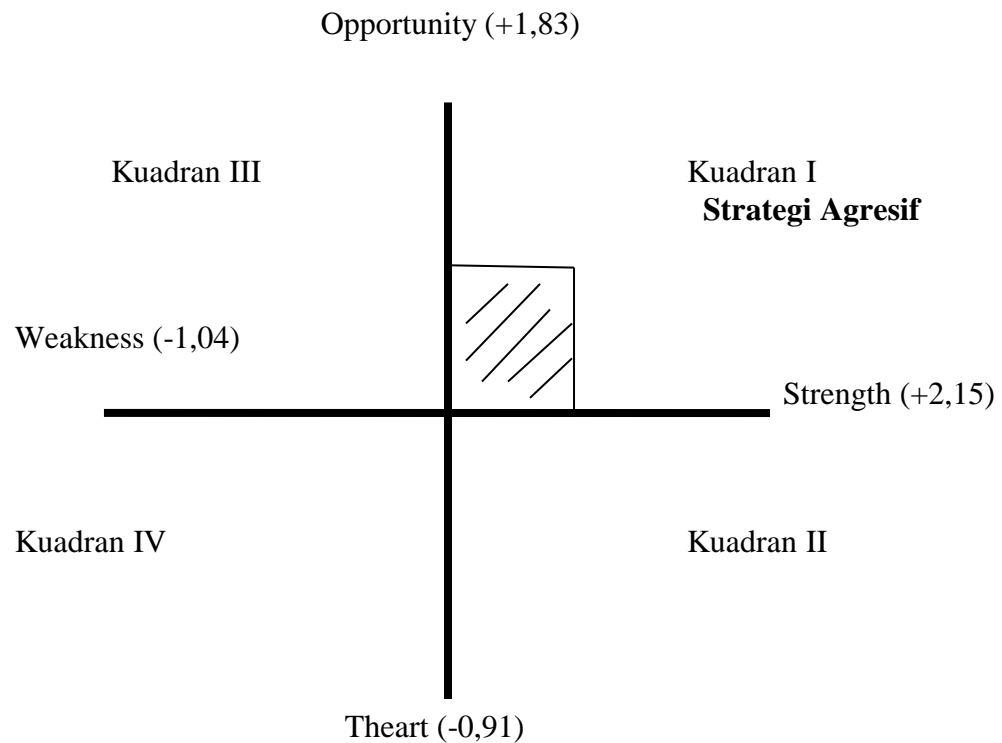 Opportunity (+1,83)
Kuadran III
Kuadran I
Strategi Agresif
Weakness (-1,04)
Strength (+2,15)
Kuadran IV
Kuadran II
Theart (-0,91)